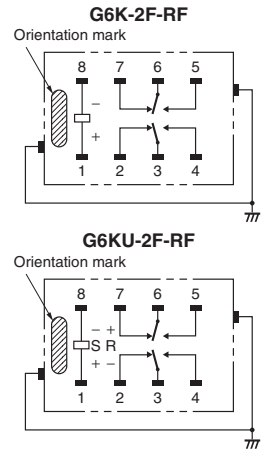 G6K-2F-RF
Orientation mark
8 7 6 5
−
+
1 2 3 4
G6KU-2F-RF
Orientation mark
8 7 6 5
− +
S R
+ −
1 2 3 4